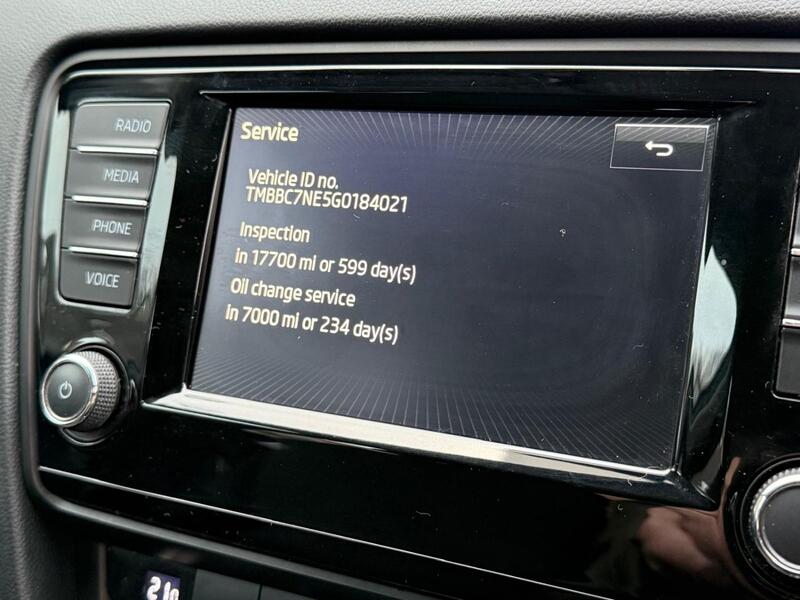 RADIO
MEDIA
PHONE
VOICE
Service
Vehicle ID no.
TMBBC7NE5G0184021
Inspection
in 17700 mi or 599 day(s)
Oil change service
in 7000 mi or 234 day(s)